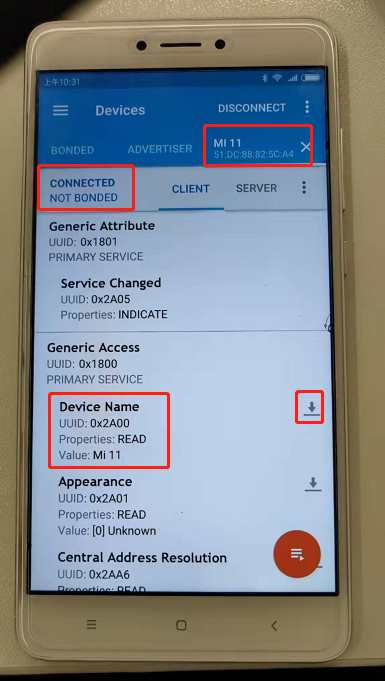 上午10:31
Devices
DISCONNECT
BONDED
ADVERTISER
MI 11
51:DC:88:82:5C:A4
CONNECTED
NOT BONDED
CLIENT
SERVER
Generic Attribute
UUID: 0x1801
PRIMARY SERVICE
Service Changed
UUID: 0x2A05
Properties: INDICATE
Generic Access
UUID: 0x1800
PRIMARY SERVICE
Device Name
UUID: 0x2A00
Properties: READ
Value: Mi 11
Appearance
UUID: 0x2A01
Properties: READ
Value: [0] Unknown
Central Address Resolution
UUID: 0x2AA6
Properties: READ